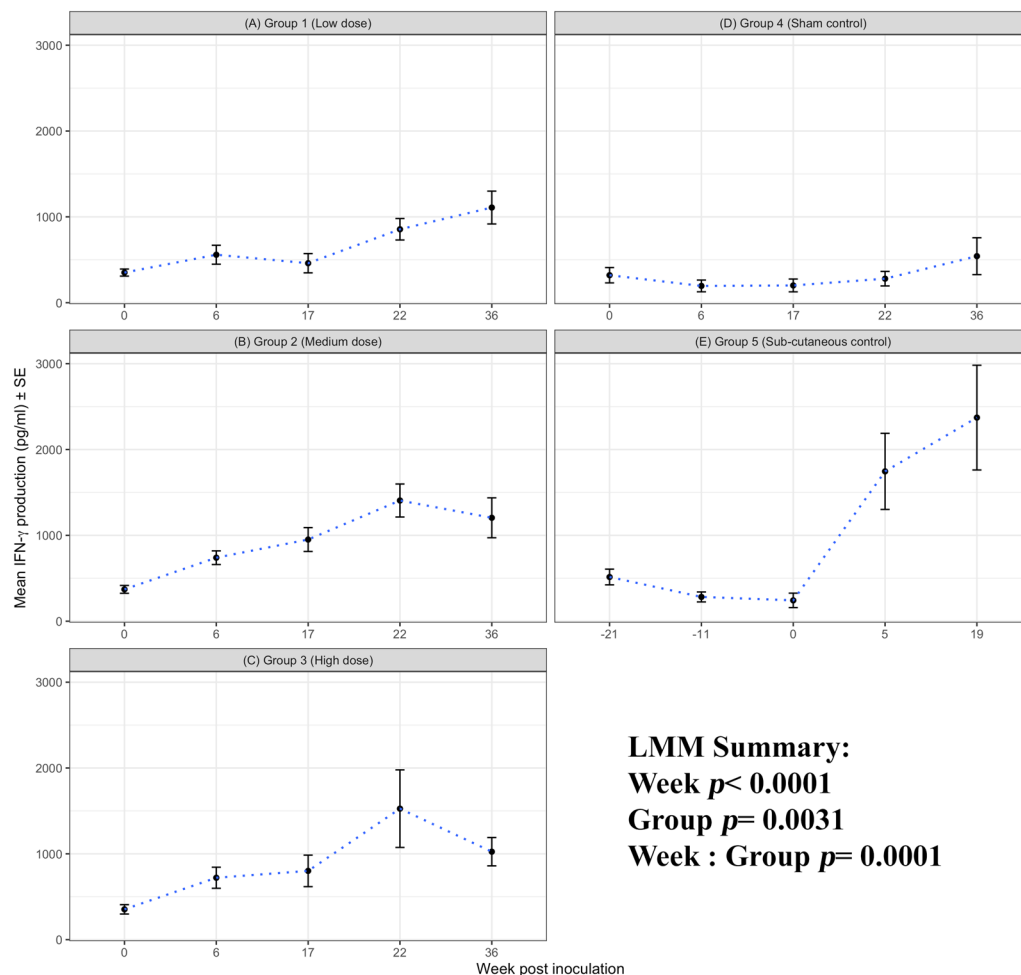 (A) Group 1 (Low dose)
3000
2000
1000
0
0 6 17 22 36
(D) Group 4 (Sham control)
0 6 17 22 36
(B) Group 2 (Medium dose)
3000
2000
1000
0
0 6 17 22 36
(E) Group 5 (Sub-cutaneous control)
-21 -11 0 5 19
(C) Group 3 (High dose)
3000
2000
1000
0
0 6 17 22 36
Mean IFN-γ production (pg/ml) ± SE
Week post inoculation
LMM Summary:
Week p< 0.0001
Group p= 0.0031
Week : Group p= 0.0001